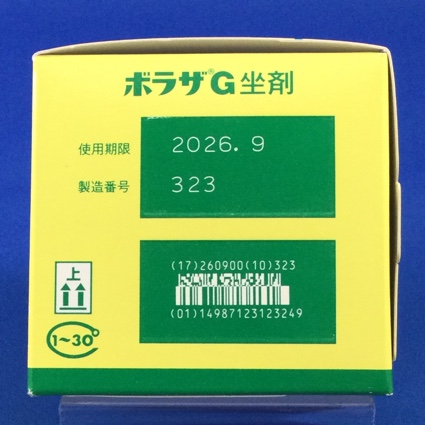 ボラザ®G坐剤
使用期限 2026.9
製造番号 323
上
(17)260900(10)323
(01)14987123123249
1~30°